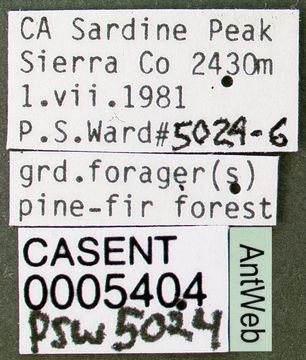 CA Sardine Peak
Sierra Co 2430m
1.vii.1981
P.S.Ward#5024-6
grd.forager(s)
pine-fir forest
CASENT
0005404
PSW 5024
AntWeb